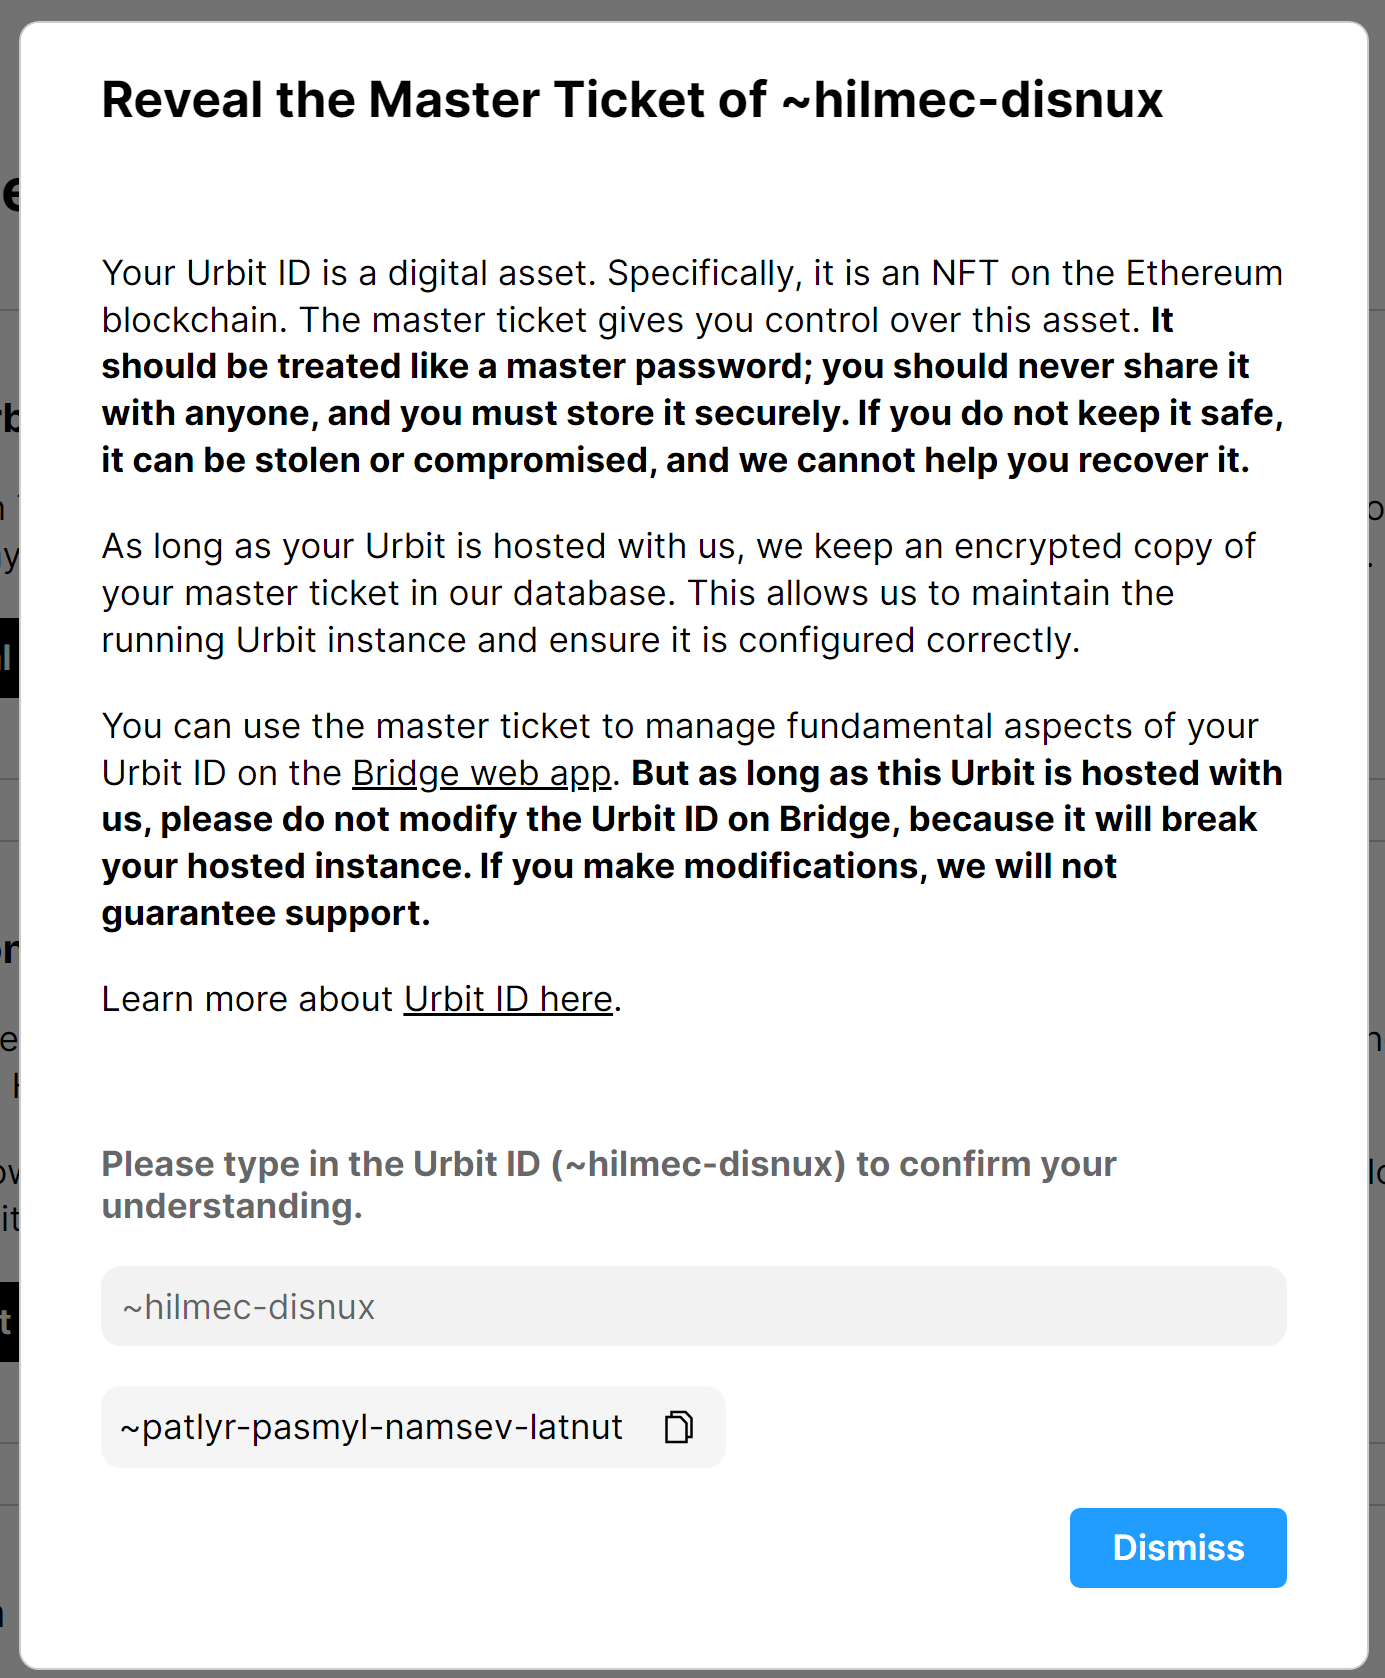 Reveal the Master Ticket of ~hilmec-disnux
Your Urbit ID is a digital asset. Specifically, it is an NFT on the Ethereum
blockchain. The master ticket gives you control over this asset. It
should be treated like a master password; you should never share it
with anyone, and you must store it securely. If you do not keep it safe,
it can be stolen or compromised, and we cannot help you recover it.
As long as your Urbit is hosted with us, we keep an encrypted copy of
your master ticket in our database. This allows us to maintain the
running Urbit instance and ensure it is configured correctly.
You can use the master ticket to manage fundamental aspects of your
Urbit ID on the Bridge web app. But as long as this Urbit is hosted with
us, please do not modify the Urbit ID on Bridge, because it will break
your hosted instance. If you make modifications, we will not
guarantee support.
Learn more about Urbit ID here.
Please type in the Urbit ID (~hilmec-disnux) to confirm your
understanding.
~hilmec-disnux
~patlyr-pasmyl-namsev-latnut
Dismiss